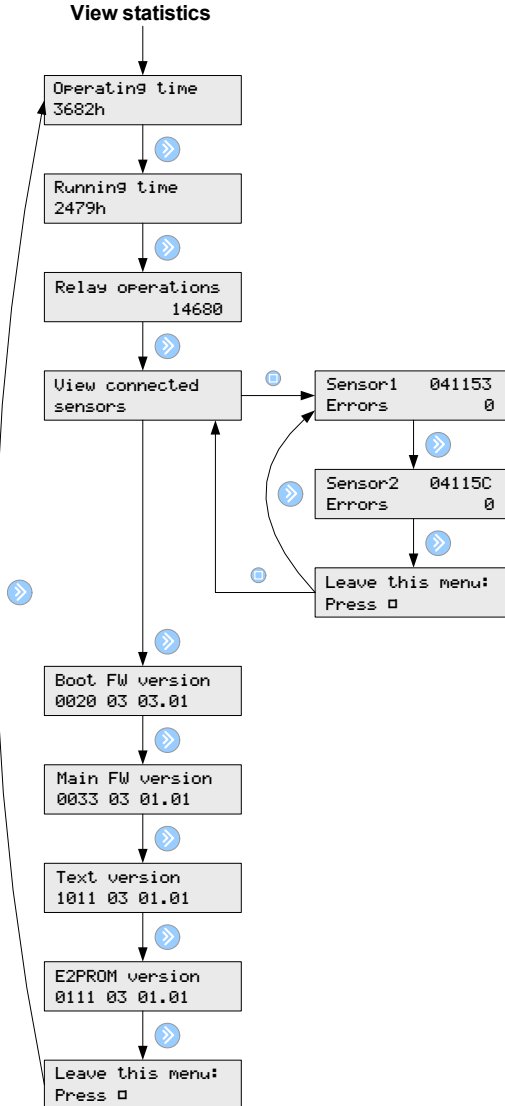 View statistics
Operating time
3682h
Running time
2479h
Relay operations
14680
View connected
sensors
Sensor1 041153
Errors 0
Sensor2 04115C
Errors 0
Leave this menu:
Press □
Boot FW version
0020 03 03.01
Main FW version
0033 03 01.01
Text version
1011 03 01.01
E2PROM version
0111 03 01.01
Leave this menu:
Press □